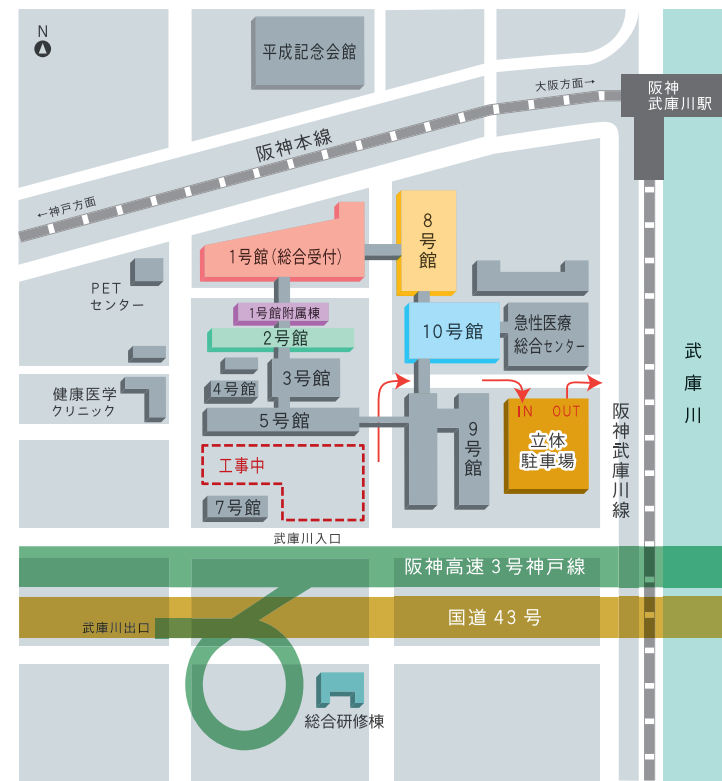 N
平成記念会館
大阪方面→
阪神
武庫川駅
阪神本線
←神戸方面
8号館
1号館(総合受付)
PET
センター
1号館附属棟
2号館
10号館
急性医療
総合センター
武庫川
3号館
4号館
健康医学
クリニック
5号館
IN OUT
立体
駐車場
9号館
阪神武庫川線
工事中
7号館
武庫川入口
阪神高速3号神戸線
国道43号
武庫川出口
総合研修棟